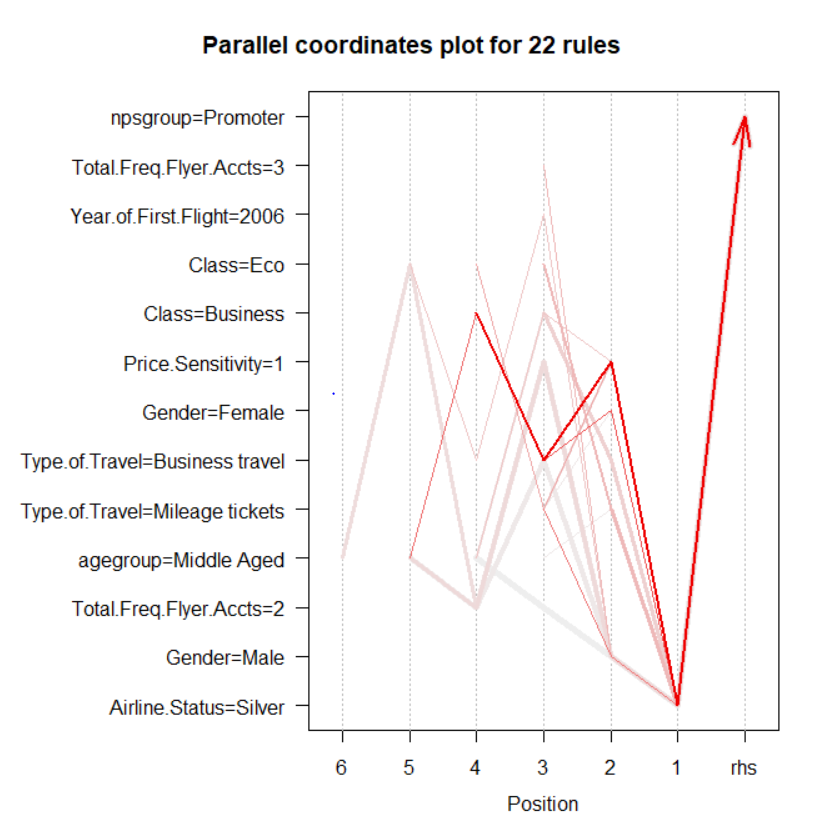 Parallel coordinates plot for 22 rules
npsgroup=Promoter
Total.Freq.Flyer.Accts=3
Year.of.First.Flight=2006
Class=Eco
Class=Business
Price.Sensitivity=1
Gender=Female
Type.of.Travel=Business travel
Type.of.Travel=Mileage tickets
agegroup=Middle Aged
Total.Freq.Flyer.Accts=2
Gender=Male
Airline.Status=Silver
6 5 4 3 2 1 rhs
Position